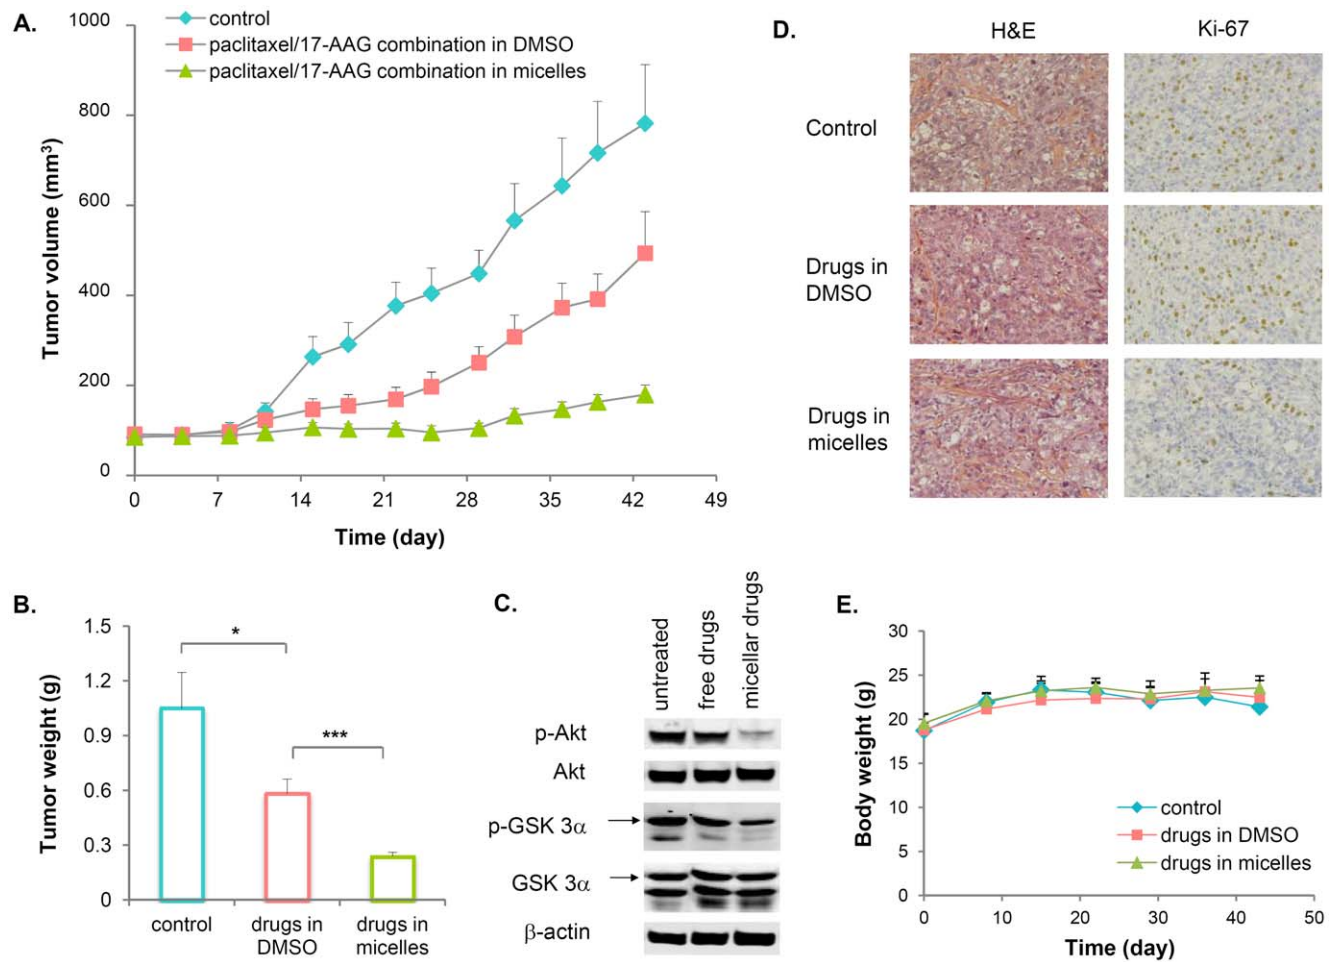 A.
control
paclitaxel/17-AAG combination in DMSO
paclitaxel/17-AAG combination in micelles
1000
800
600
400
200
0
Tumor volume (mm³)
0 7 14 21 28 35 42 49
Time (day)
D.
H&E Ki-67
Control
Drugs in
DMSO
Drugs in
micelles
B.
1.5
1.2
0.9
0.6
0.3
0
Tumor weight (g)
*
***
control drugs in DMSO drugs in micelles
C.
untreated free drugs micellar drugs
p-Akt
Akt
p-GSK 3α
GSK 3α
β-actin
E.
30
25
20
15
10
5
0
Body weight (g)
control
drugs in DMSO
drugs in micelles
0 10 20 30 40 50
Time (day)